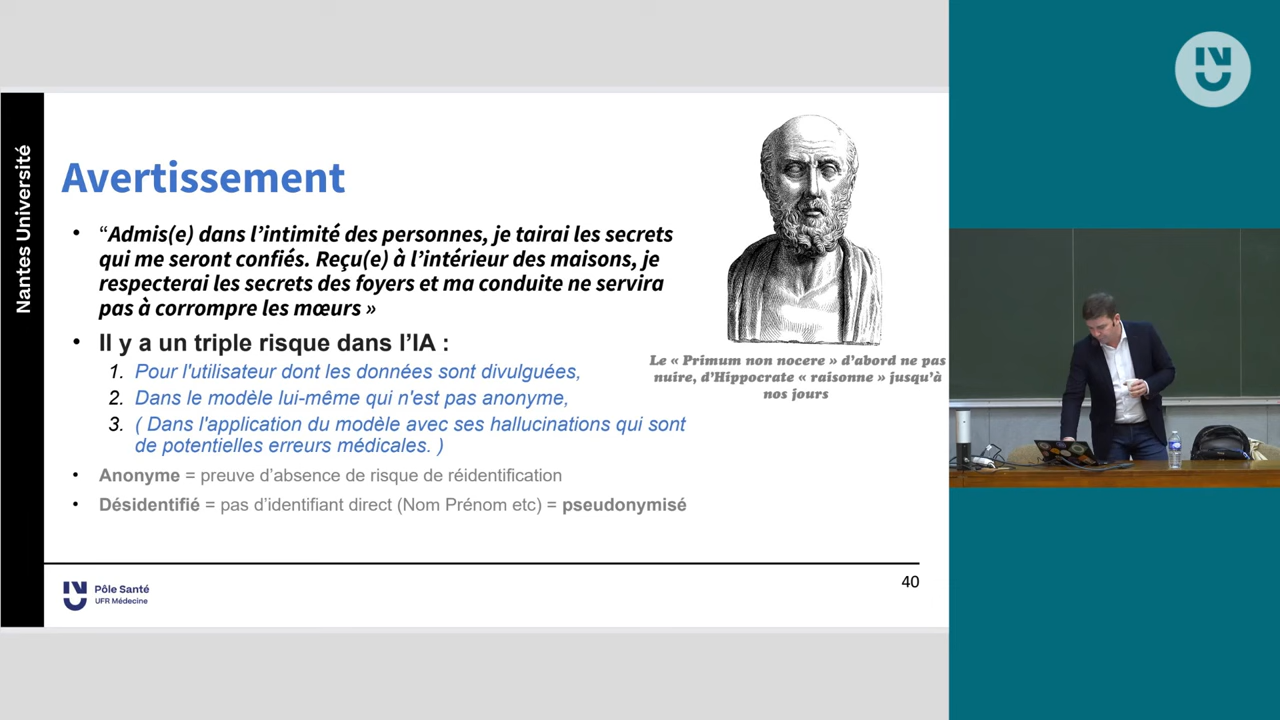 Nantes Université
Avertissement
• “Admis(e) dans l’intimité des personnes, je tairai les secrets
qui me seront confiés. Reçu(e) à l’intérieur des maisons, je
respecterai les secrets des foyers et ma conduite ne servira
pas à corrompre les mœurs »
• Il y a un triple risque dans l’IA :
1. Pour l'utilisateur dont les données sont divulguées,
2. Dans le modèle lui-même qui n'est pas anonyme,
3. ( Dans l'application du modèle avec ses hallucinations qui sont
de potentielles erreurs médicales. )
• Anonyme = preuve d’absence de risque de réidentification
• Désidentifié = pas d’identifiant direct (Nom Prénom etc) = pseudonymisé
Le « Primum non nocere » d’abord ne pas
nuire, d’Hippocrate « raisonne » jusqu’à
nos jours
Pôle Santé
UFR Médecine
40